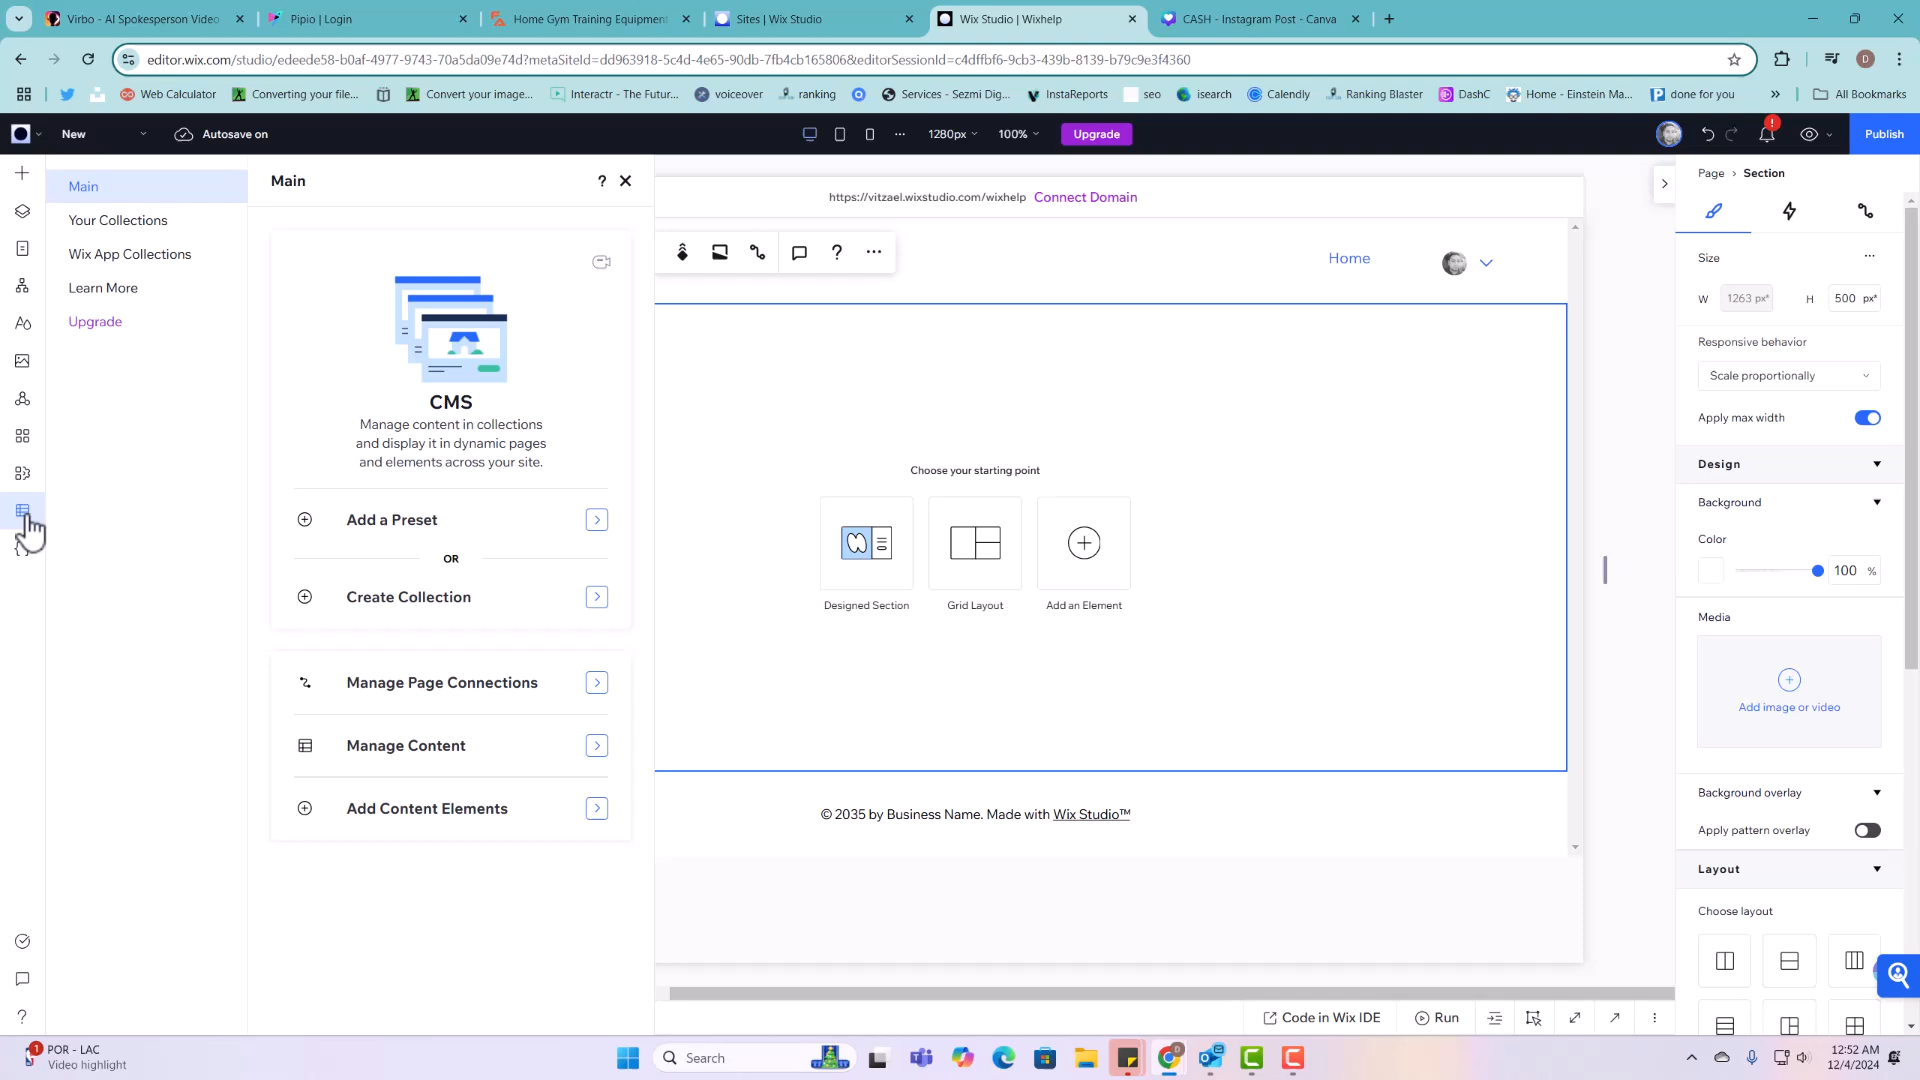 Virbo - AI Spokesperson Video
Pipio | Login
Home Gym Training Equipment
Sites | Wix Studio
Wix Studio | Wixhelp
CASH - Instagram Post - Canva
editor.wix.com/studio/edeede58-b0af-4977-9743-70a5da09e74d?metaSiteId=dd963918-5c4d-4e65-90db-7fb4cb165806&editorSessionId=c4dffbf6-9cb3-439b-8139-b79c9e3f4360
D
Web Calculator
Converting your file...
Convert your image...
Interactr - The Futur...
voiceover
ranking
Services - Sezmi Dig...
InstaReports
seo
isearch
Calendly
Ranking Blaster
DashC
Home - Einstein Ma...
done for you
All Bookmarks
New
Autosave on
1280px
100%
Upgrade
Publish
Main
Your Collections
Wix App Collections
Learn More
Upgrade
Main
CMS
Manage content in collections
and display it in dynamic pages
and elements across your site.
Add a Preset
OR
Create Collection
Manage Page Connections
Manage Content
Add Content Elements
https://vitzael.wixstudio.com/wixhelp Connect Domain
Home
Choose your starting point
Designed Section
Grid Layout
Add an Element
© 2035 by Business Name. Made with Wix Studio™
Page > Section
Size
W 1263 px* H 500 px*
Responsive behavior
Scale proportionally
Apply max width
Design
Background
Color
100 %
Media
Add image or video
Background overlay
Apply pattern overlay
Layout
Choose layout
Code in Wix IDE
Run
1
POR - LAC
Video highlight
Search
12:52 AM
12/4/2024